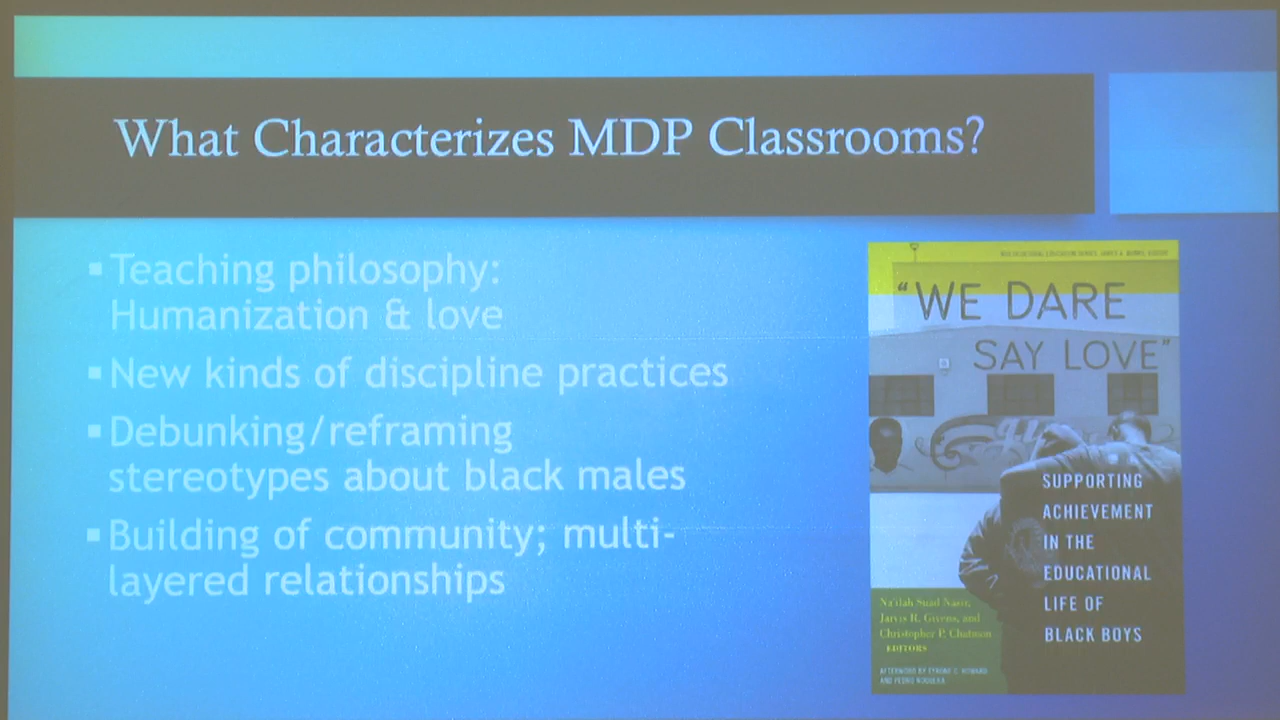 What Characterizes MDP Classrooms?
▪ Teaching philosophy:
Humanization & love
▪ New kinds of discipline practices
▪ Debunking/reframing
stereotypes about black males
▪ Building of community; multi-
layered relationships
MULTICULTURAL EDUCATION SERIES, JAMES A. BANKS, EDITOR
"WE DARE
SAY LOVE"
SUPPORTING
ACHIEVEMENT
IN THE
EDUCATIONAL
LIFE OF
BLACK BOYS
Na'ilah Suad Nasir,
Jarvis R. Givens, and
Christopher P. Chatmon
EDITORS
AFTERWORD BY TYRONE C. HOWARD
AND PEDRO NOGUERA